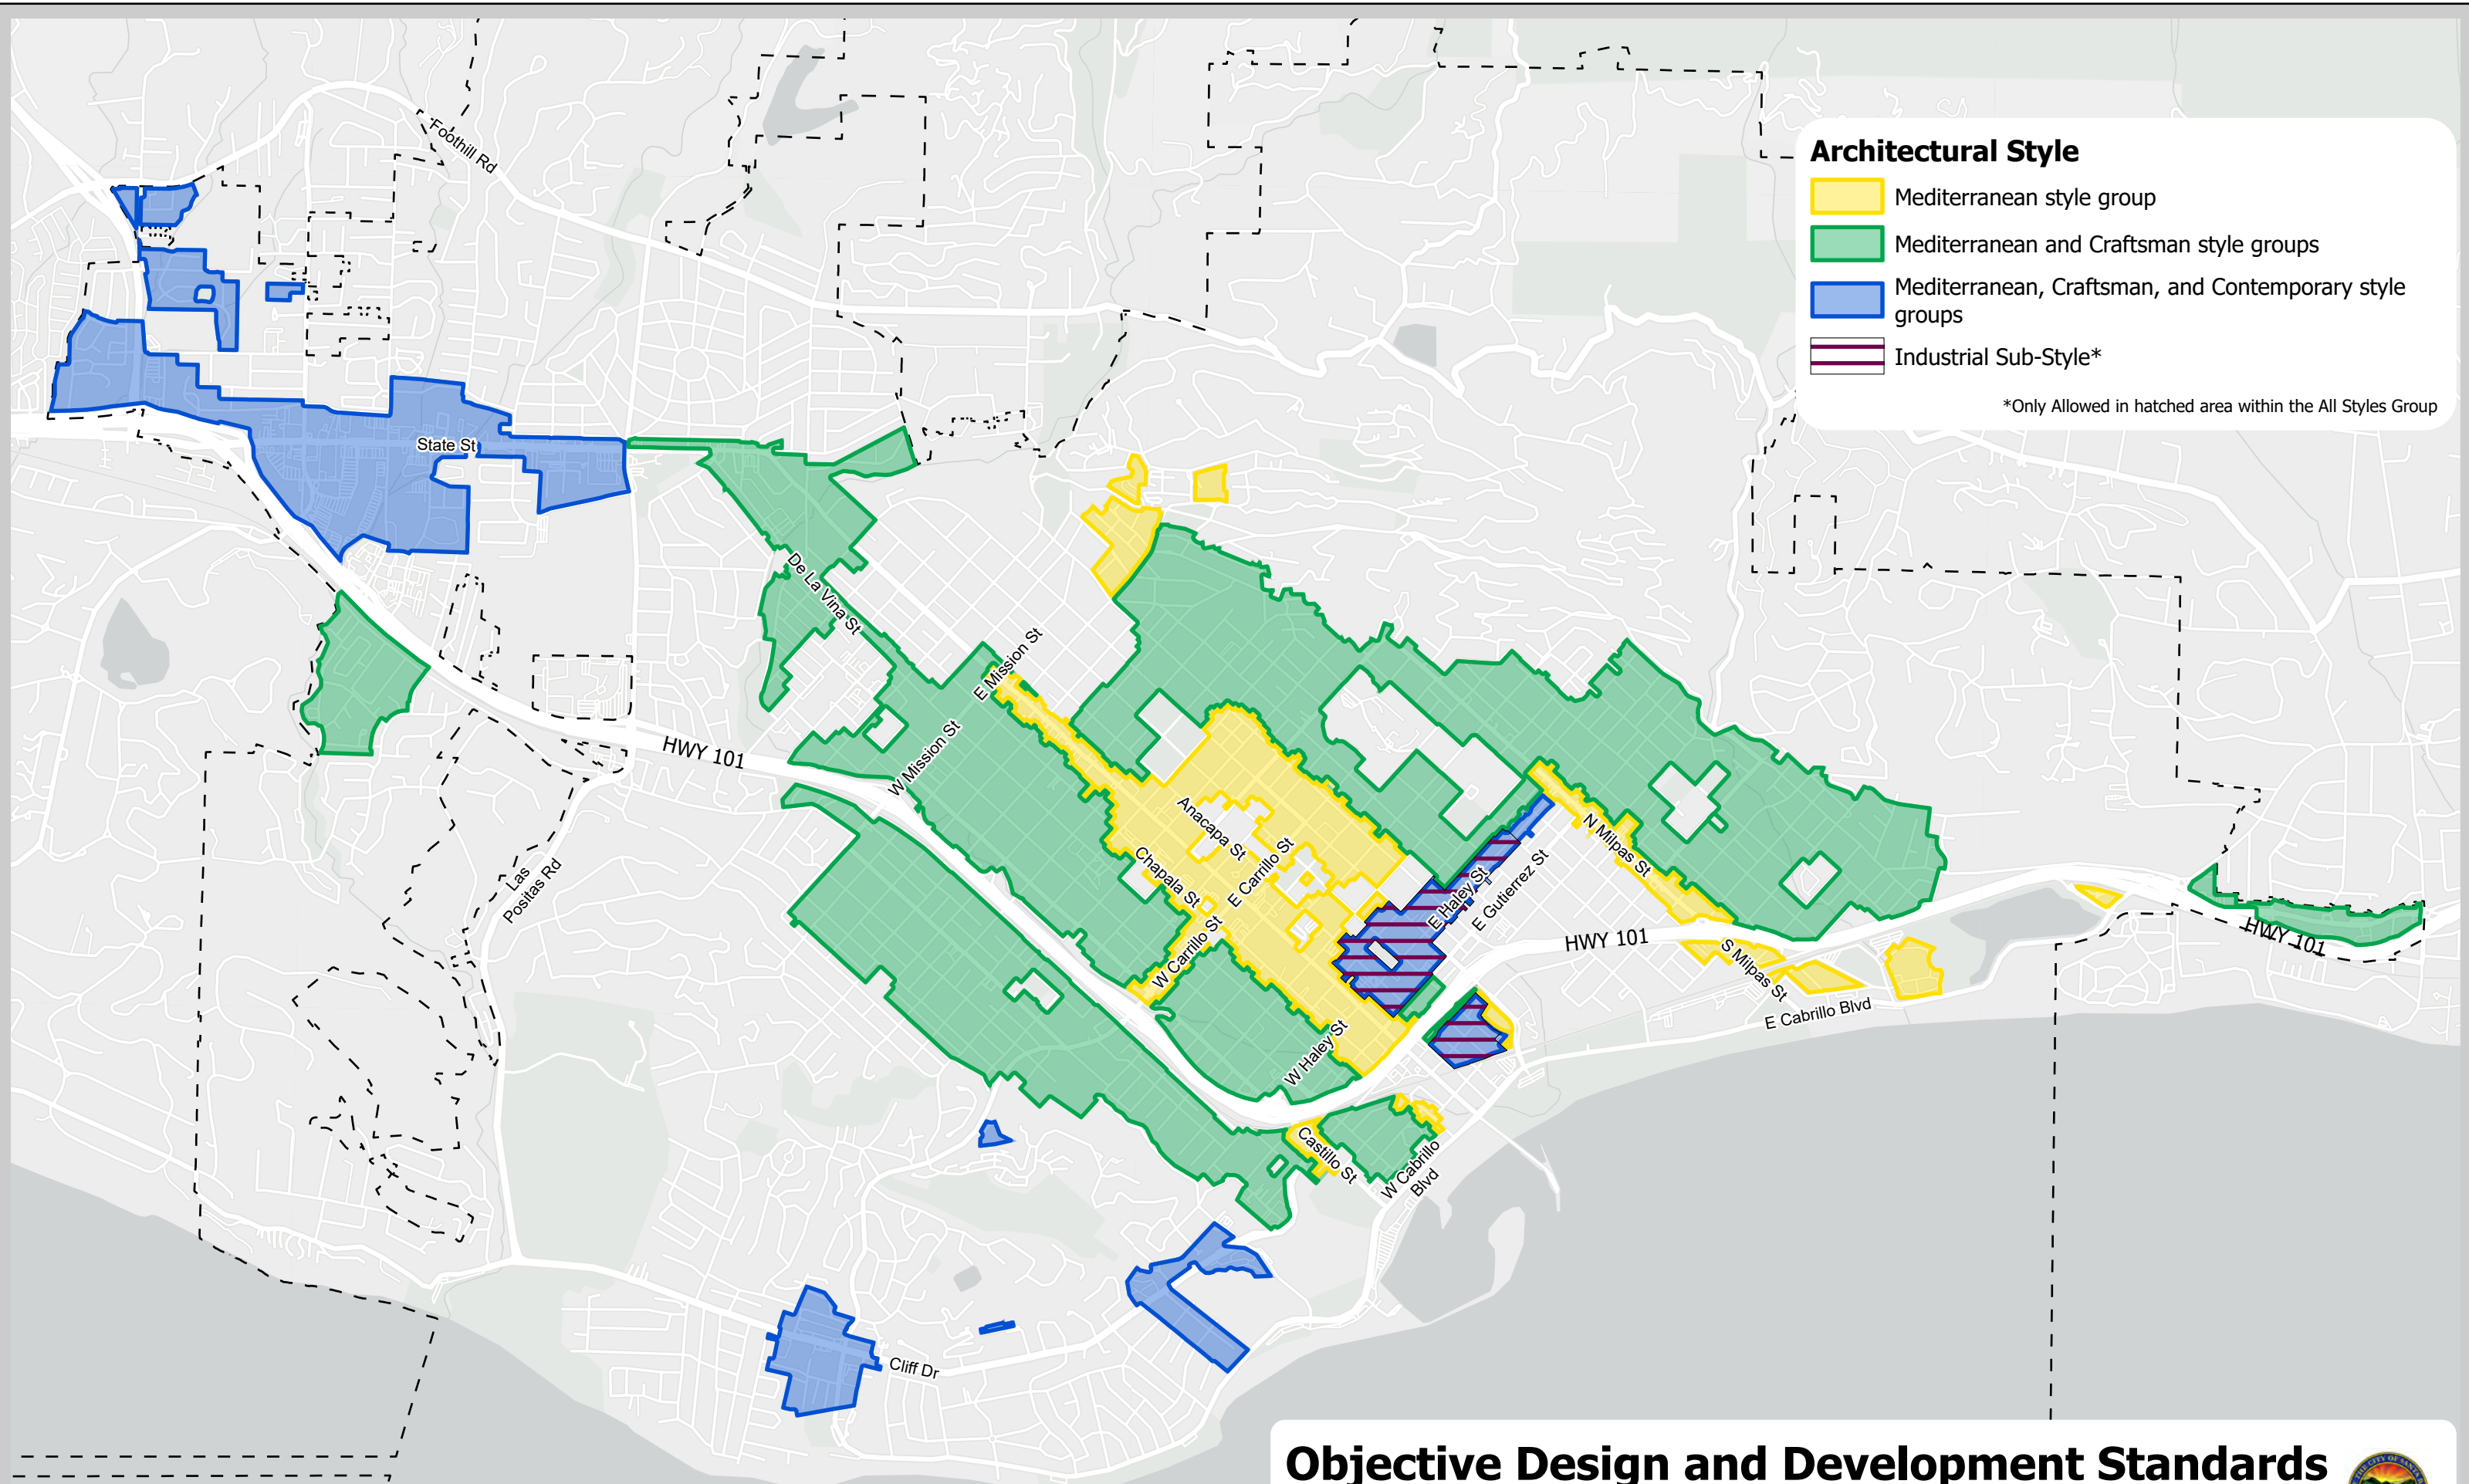 Architectural Style
Mediterranean style group
Mediterranean and Craftsman style groups
Mediterranean, Craftsman, and Contemporary style
groups
Industrial Sub-Style*
*Only Allowed in hatched area within the All Styles Group
Foothill Rd
State St
De La Vina St
E Mission St
W Mission St
HWY 101
Las
Positas Rd
Anacapa St
Chapala St
E Carrillo St
W Carrillo St
E Haley St
E Gutierrez St
N Milpas St
HWY 101
S Milpas St
E Cabrillo Blvd
HWY 101
W Haley St
Castillo St
W Cabrillo
Blvd
Cliff Dr
Objective Design and Development Standards